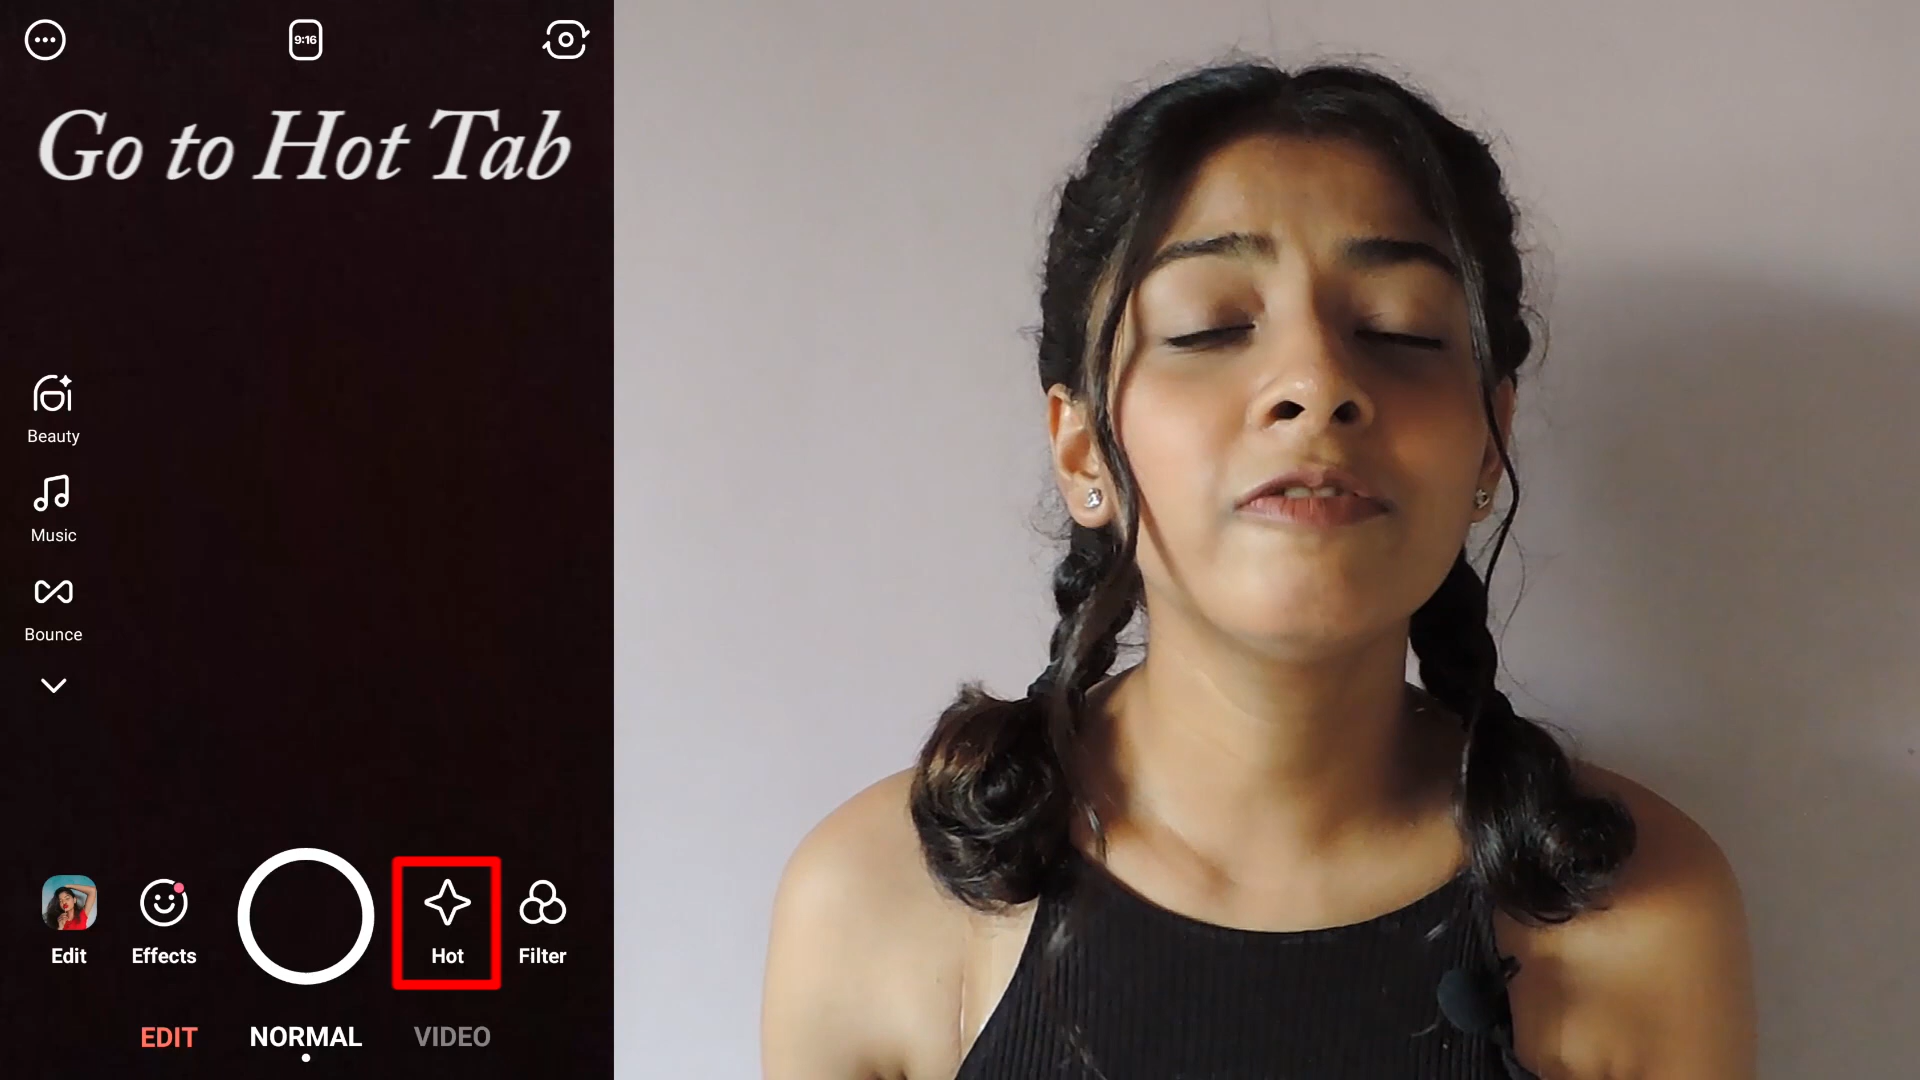 9:16
Go to Hot Tab
Beauty
Music
Bounce
Edit
Effects
Hot
Filter
EDIT
NORMAL
VIDEO